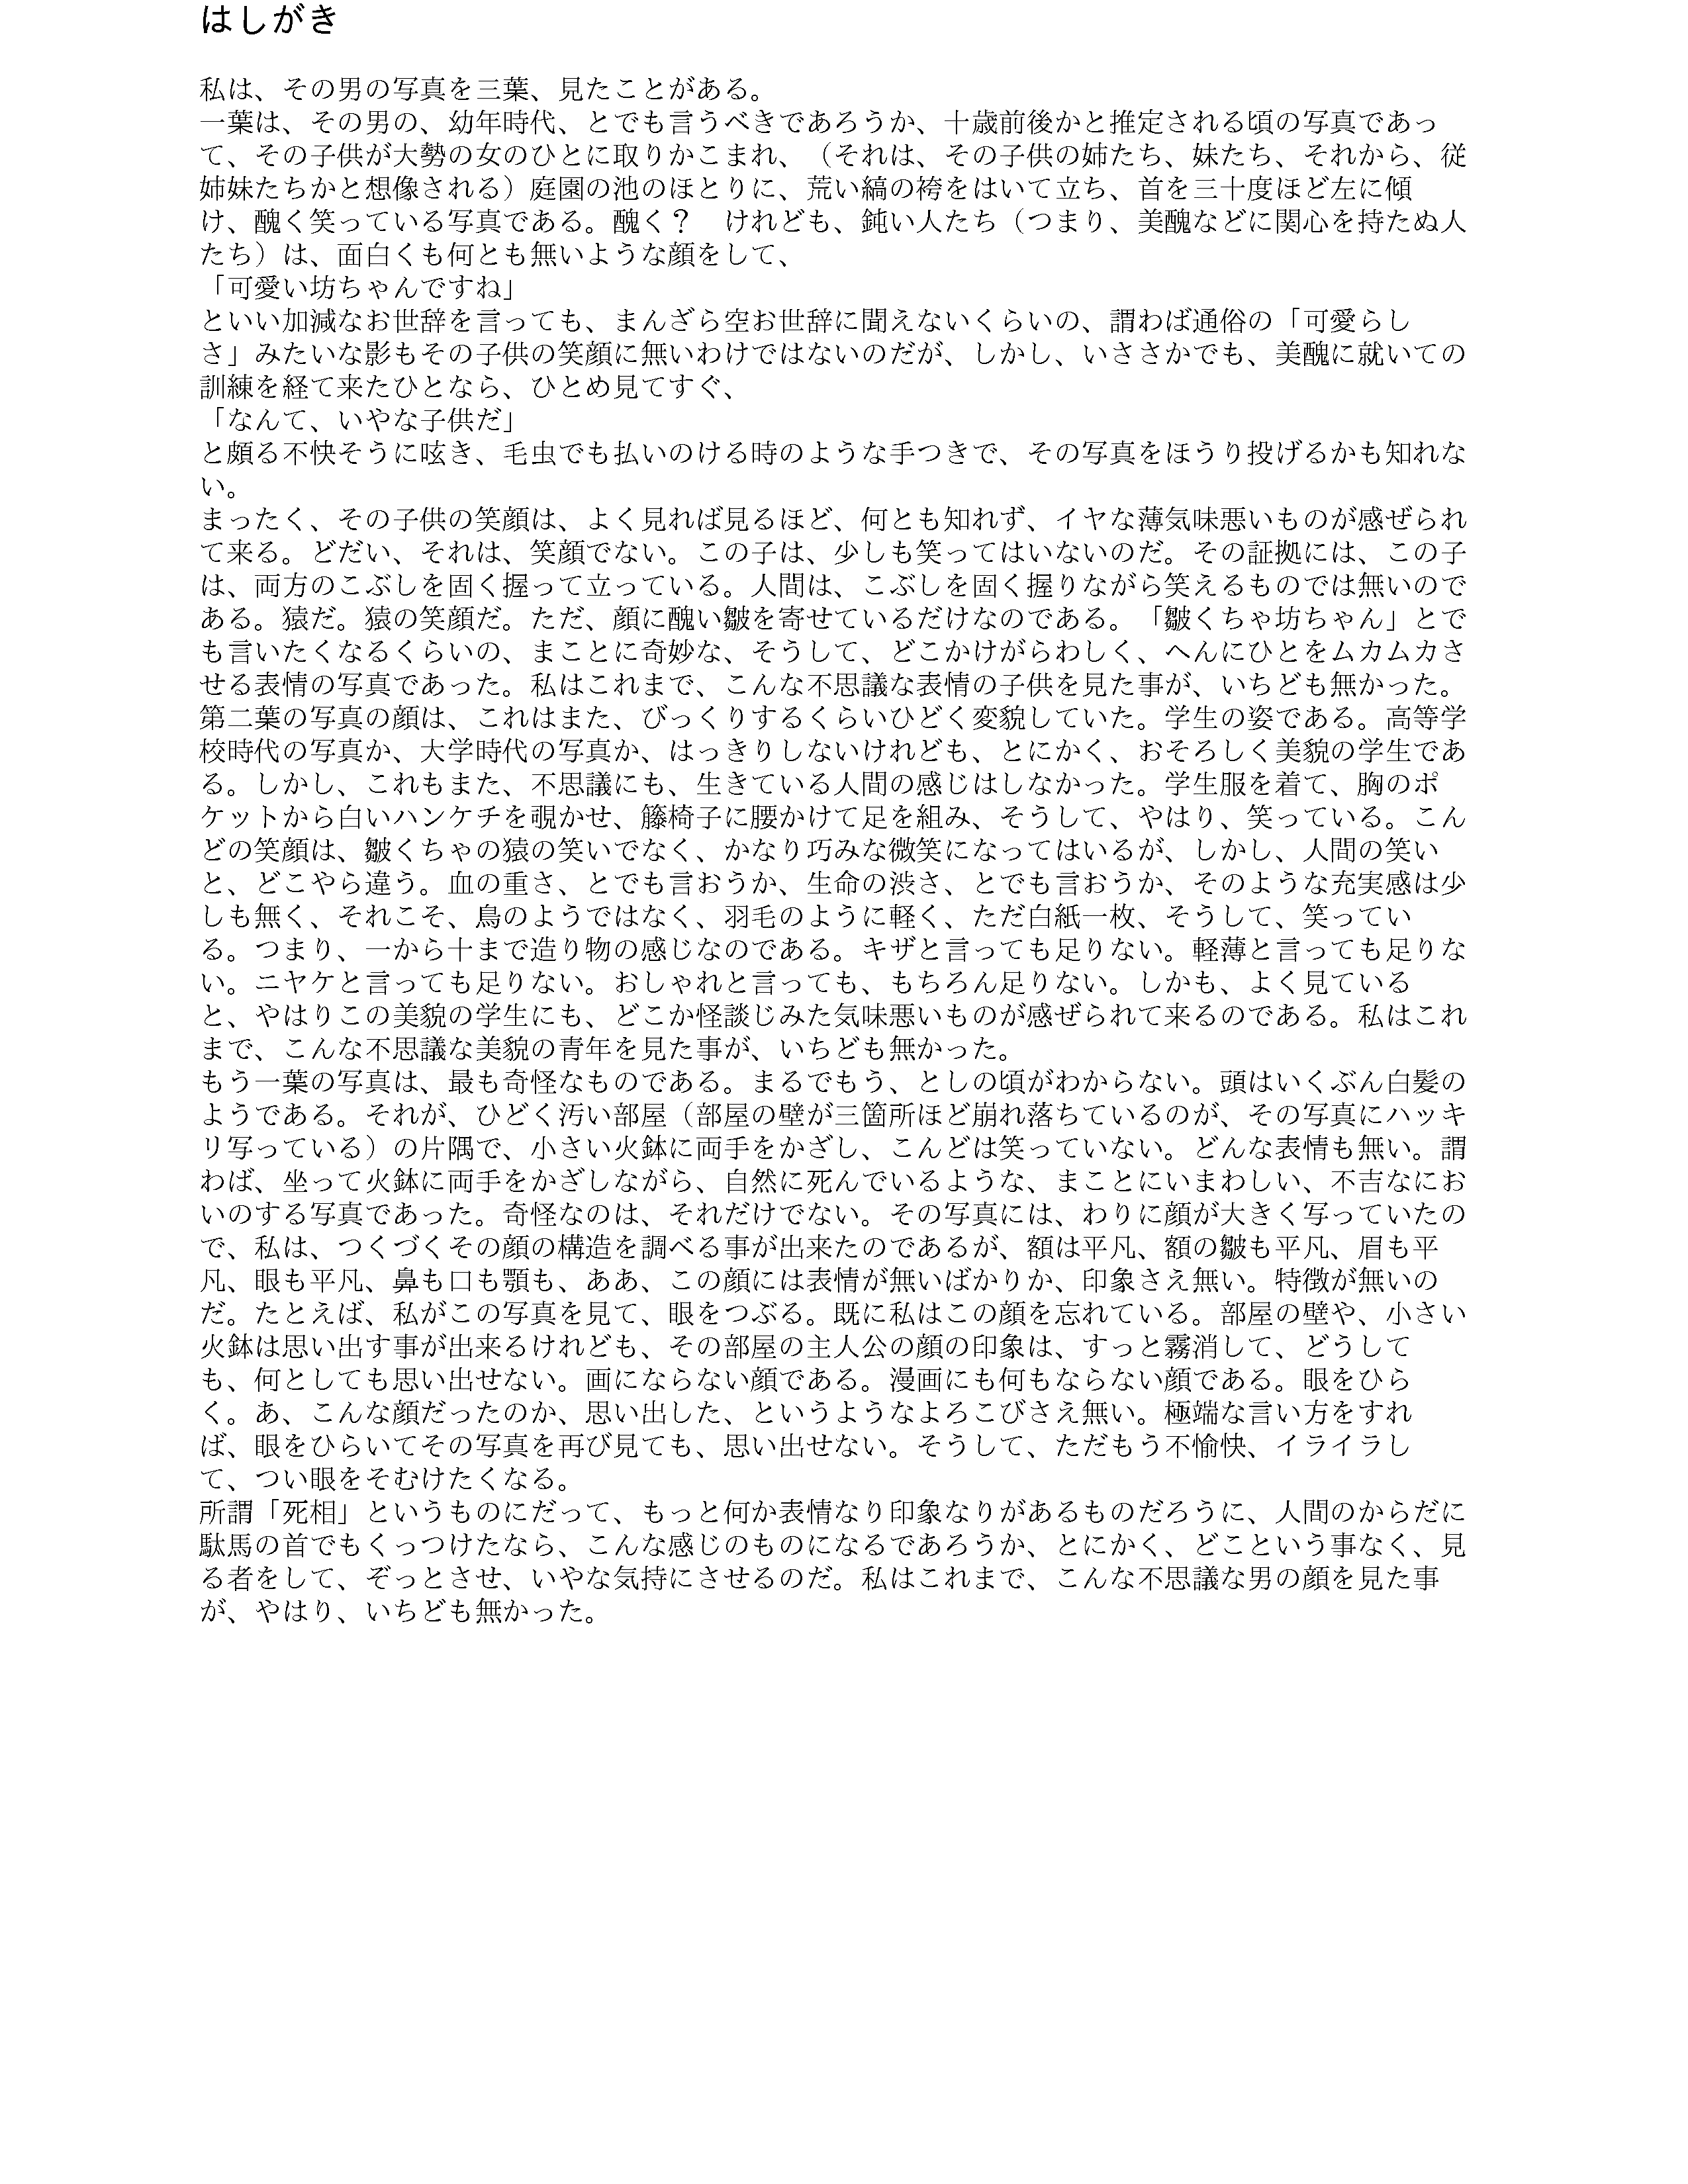 はしがき
私は、その男の写真を三葉、見たことがある。
一葉は、その男の、幼年時代、とでも言うべきであろうか、十歳前後かと推定される頃の写真であっ
て、その子供が大勢の女のひとに取りかこまれ、（それは、その子供の姉たち、妹たち、それから、従
姉妹たちかと想像される）庭園の池のほとりに、荒い縞の袴をはいて立ち、首を三十度ほど左に傾
け、醜く笑っている写真である。醜く？　けれども、鈍い人たち（つまり、美醜などに関心を持たぬ人
たち）は、面白くも何とも無いような顔をして、
「可愛い坊ちゃんですね」
といい加減なお世辞を言っても、まんざら空お世辞に聞えないくらいの、謂わば通俗の「可愛らし
さ」みたいな影もその子供の笑顔に無いわけではないのだが、しかし、いささかでも、美醜に就いての
訓練を経て来たひとなら、ひとめ見てすぐ、
「なんて、いやな子供だ」
と頗る不快そうに呟き、毛虫でも払いのける時のような手つきで、その写真をほうり投げるかも知れな
い。
まったく、その子供の笑顔は、よく見れば見るほど、何とも知れず、イヤな薄気味悪いものが感ぜられ
て来る。どだい、それは、笑顔でない。この子は、少しも笑ってはいないのだ。その証拠には、この子
は、両方のこぶしを固く握って立っている。人間は、こぶしを固く握りながら笑えるものでは無いので
ある。猿だ。猿の笑顔だ。ただ、顔に醜い皺を寄せているだけなのである。「皺くちゃ坊ちゃん」とで
も言いたくなるくらいの、まことに奇妙な、そうして、どこかけがらわしく、へんにひとをムカムカさ
せる表情の写真であった。私はこれまで、こんな不思議な表情の子供を見た事が、いちども無かった。
第二葉の写真の顔は、これはまた、びっくりするくらいひどく変貌していた。学生の姿である。高等学
校時代の写真か、大学時代の写真か、はっきりしないけれども、とにかく、おそろしく美貌の学生であ
る。しかし、これもまた、不思議にも、生きている人間の感じはしなかった。学生服を着て、胸のポ
ケットから白いハンケチを覗かせ、籐椅子に腰かけて足を組み、そうして、やはり、笑っている。こん
どの笑顔は、皺くちゃの猿の笑いでなく、かなり巧みな微笑になってはいるが、しかし、人間の笑い
と、どこやら違う。血の重さ、とでも言おうか、生命の渋さ、とでも言おうか、そのような充実感は少
しも無く、それこそ、鳥のようではなく、羽毛のように軽く、ただ白紙一枚、そうして、笑ってい
る。つまり、一から十まで造り物の感じなのである。キザと言っても足りない。軽薄と言っても足りな
い。ニヤケと言っても足りない。おしゃれと言っても、もちろん足りない。しかも、よく見ている
と、やはりこの美貌の学生にも、どこか怪談じみた気味悪いものが感ぜられて来るのである。私はこれ
まで、こんな不思議な美貌の青年を見た事が、いちども無かった。
もう一葉の写真は、最も奇怪なものである。まるでもう、としの頃がわからない。頭はいくぶん白髪の
ようである。それが、ひどく汚い部屋（部屋の壁が三箇所ほど崩れ落ちているのが、その写真にハッキ
リ写っている）の片隅で、小さい火鉢に両手をかざし、こんどは笑っていない。どんな表情も無い。謂
わば、坐って火鉢に両手をかざしながら、自然に死んでいるような、まことにいまわしい、不吉なにお
いのする写真であった。奇怪なのは、それだけでない。その写真には、わりに顔が大きく写っていたの
で、私は、つくづくその顔の構造を調べる事が出来たのであるが、額は平凡、額の皺も平凡、眉も平
凡、眼も平凡、鼻も口も顎も、ああ、この顔には表情が無いばかりか、印象さえ無い。特徴が無いの
だ。たとえば、私がこの写真を見て、眼をつぶる。既に私はこの顔を忘れている。部屋の壁や、小さい
火鉢は思い出す事が出来るけれども、その部屋の主人公の顔の印象は、すっと霧消して、どうして
も、何としても思い出せない。画にならない顔である。漫画にも何もならない顔である。眼をひら
く。あ、こんな顔だったのか、思い出した、というようなよろこびさえ無い。極端な言い方をすれ
ば、眼をひらいてその写真を再び見ても、思い出せない。そうして、ただもう不愉快、イライラし
て、つい眼をそむけたくなる。
所謂「死相」というものにだって、もっと何か表情なり印象なりがあるものだろうに、人間のからだに
駄馬の首でもくっつけたなら、こんな感じのものになるであろうか、とにかく、どこという事なく、見
る者をして、ぞっとさせ、いやな気持にさせるのだ。私はこれまで、こんな不思議な男の顔を見た事
が、やはり、いちども無かった。